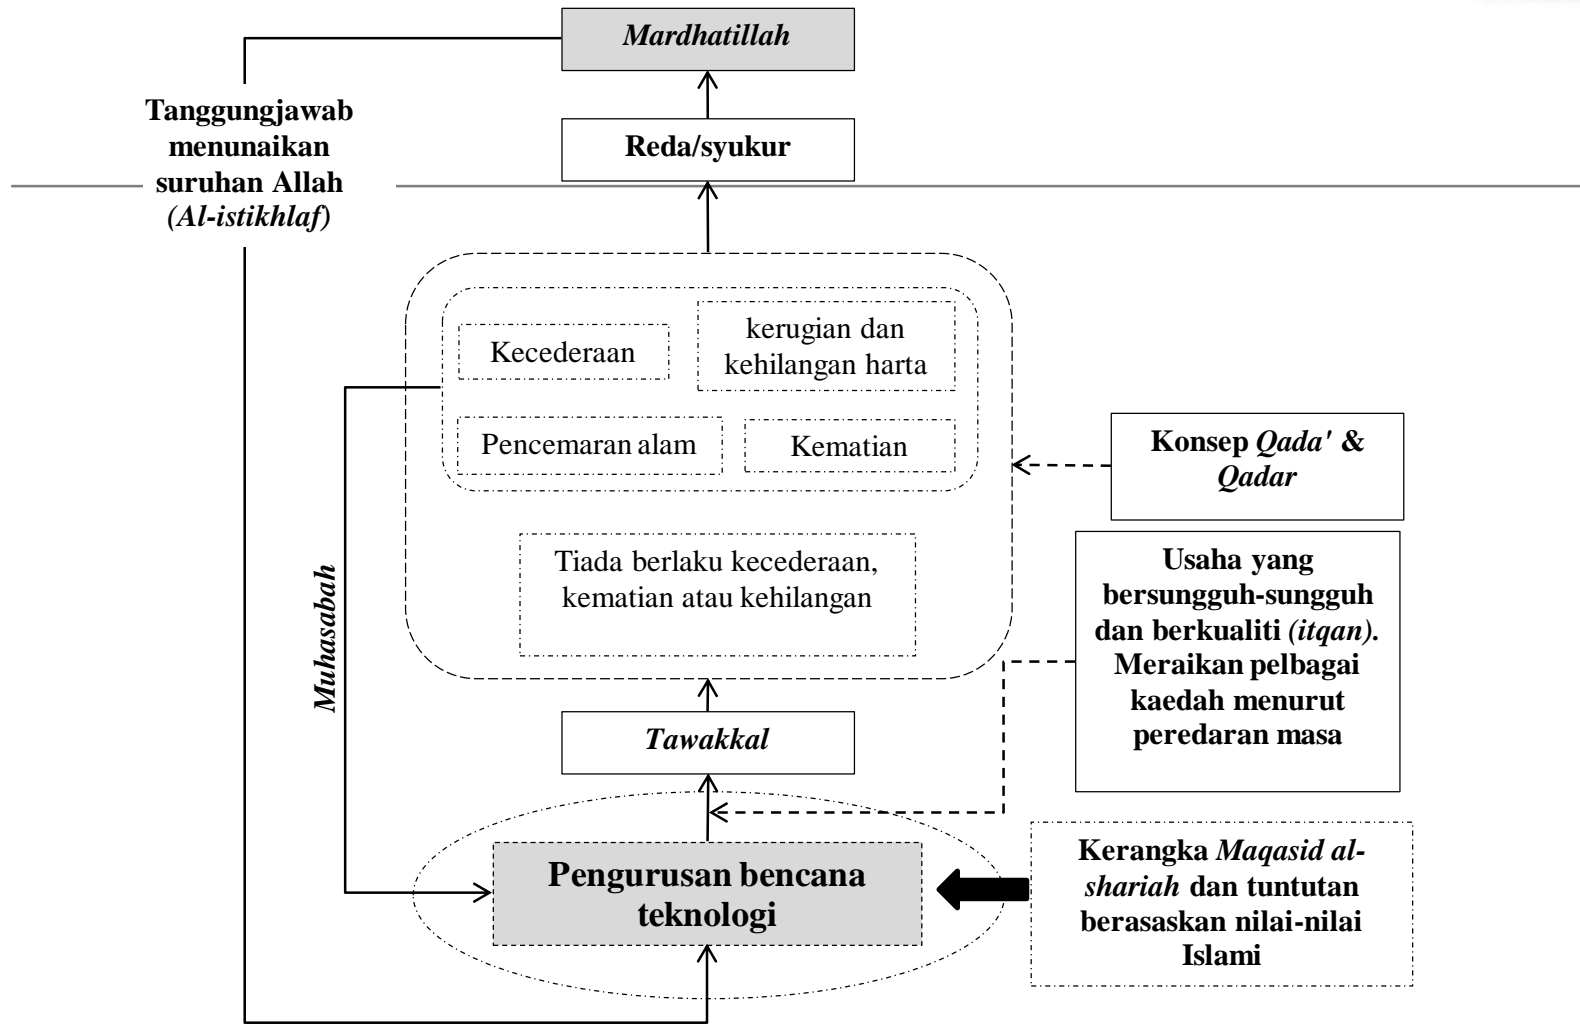 Mardhatillah
Tanggungjawab
menunaikan
suruhan Allah
(Al-istikhlaf)
Reda/syukur
Kecederaan
kerugian dan
kehilangan harta
Pencemaran alam
Kematian
Konsep Qada' &
Qadar
Tiada berlaku kecederaan,
kematian atau kehilangan
Muhasabah
Usaha yang
bersungguh-sungguh
dan berkualiti (itqan).
Meraikan pelbagai
kaedah menurut
peredaran masa
Tawakkal
Pengurusan bencana
teknologi
Kerangka Maqasid al-
shariah dan tuntutan
berasaskan nilai-nilai
Islami